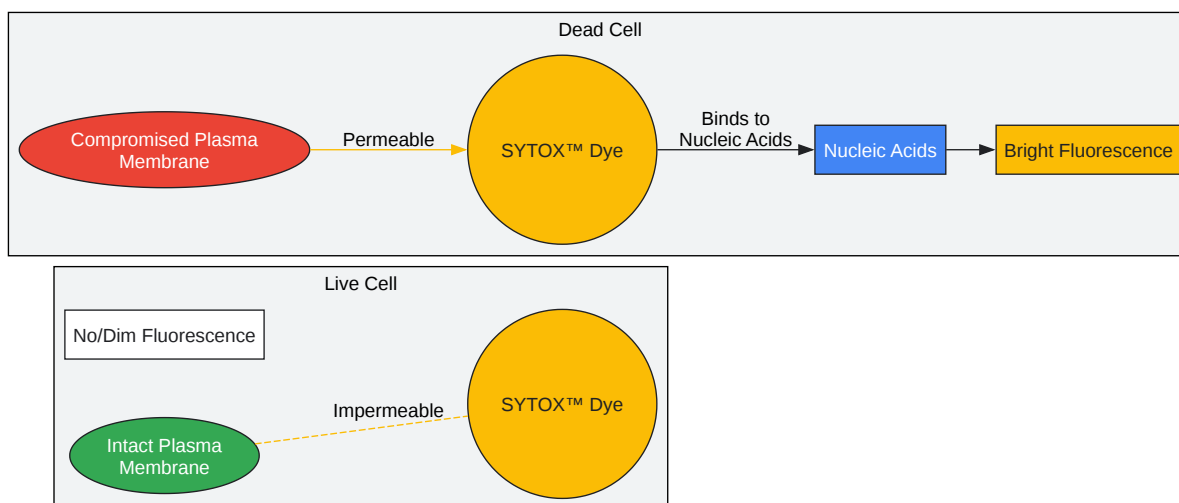 Dead Cell
Compromised Plasma
Membrane
Permeable
SYTOX™ Dye
Binds to
Nucleic Acids
Nucleic Acids
Bright Fluorescence
Live Cell
No/Dim Fluorescence
Intact Plasma
Membrane
Impermeable
SYTOX™ Dye